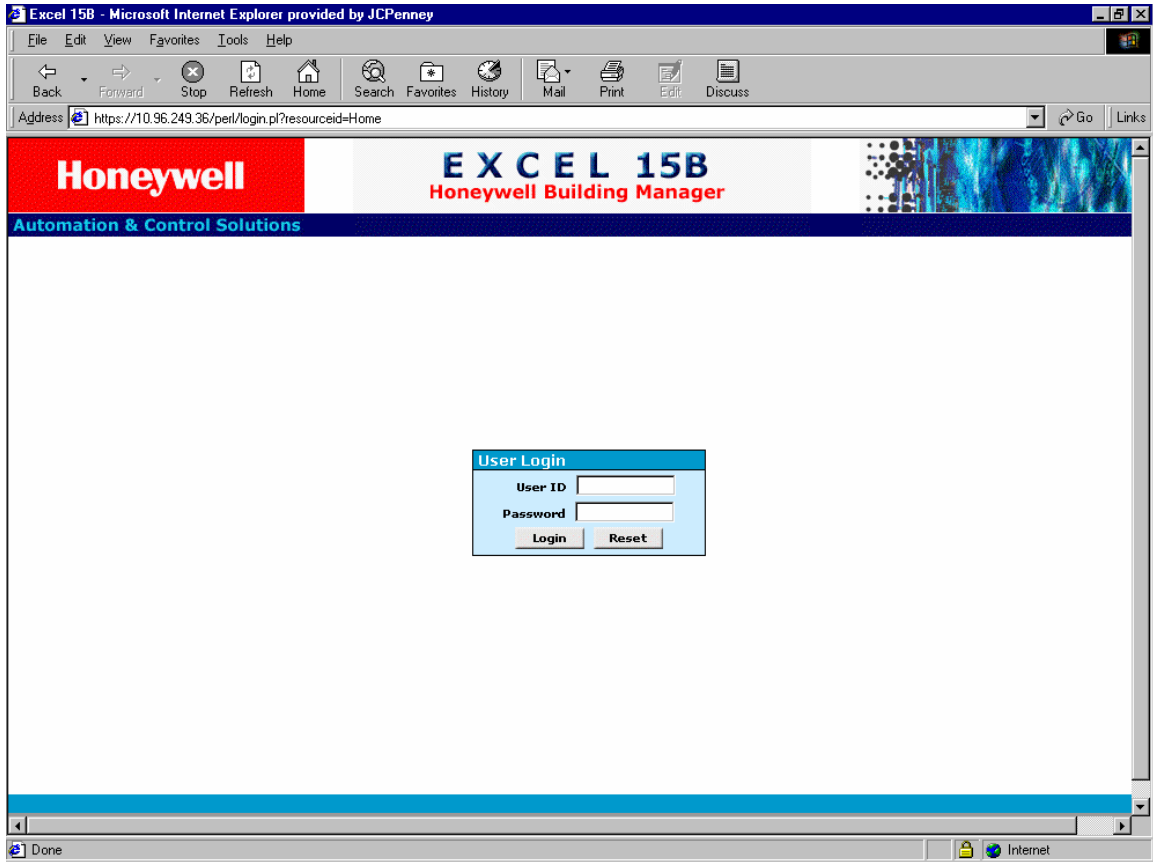 Excel 15B - Microsoft Internet Explorer provided by JCPenney
File Edit View Favorites Tools Help
Back Forward Stop Refresh Home Search Favorites History Mail Print Edit Discuss
Address https://10.96.249.36/perl/login.pl?resourceid=Home Go Links
Honeywell
EXCEL 15B
Honeywell Building Manager
Automation & Control Solutions
User Login
User ID
Password
Login Reset
Done Internet